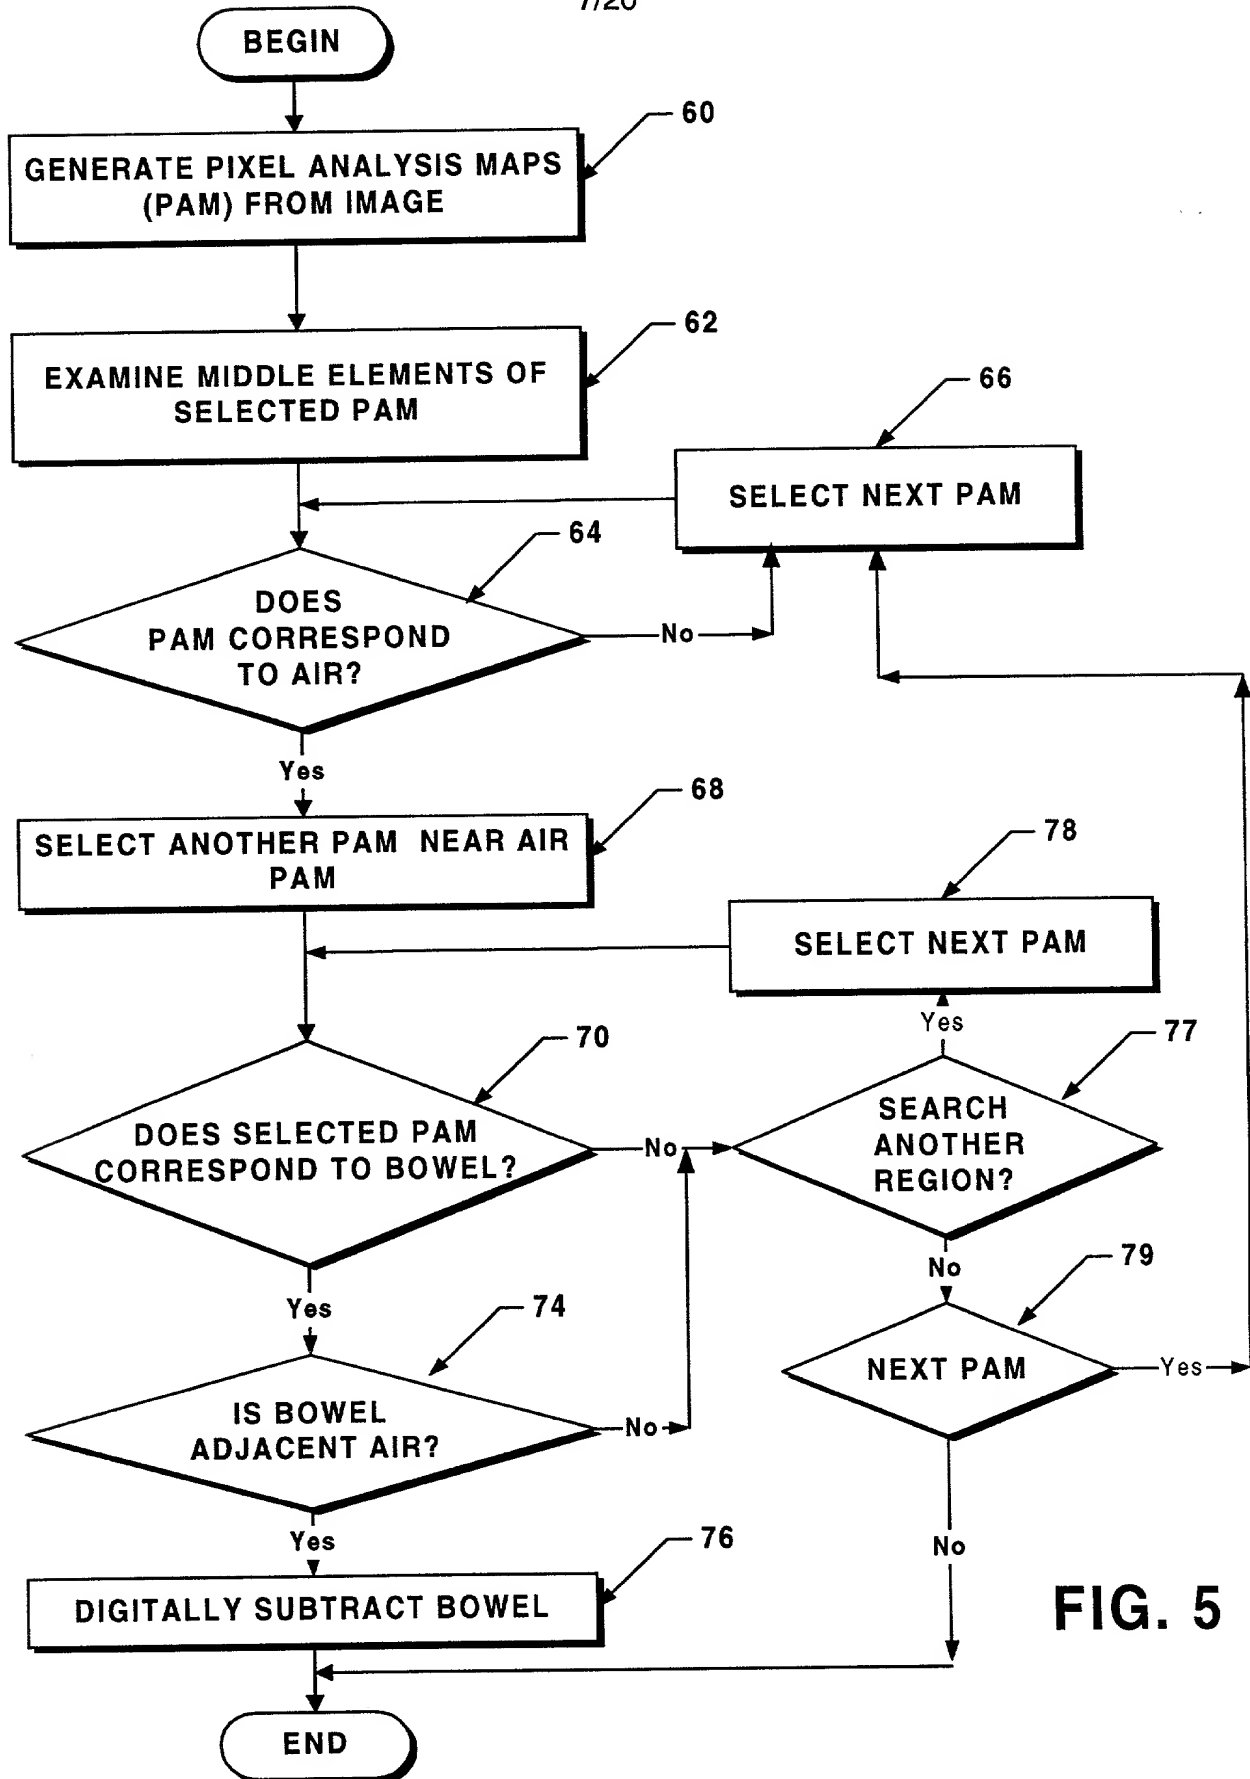 7/20
BEGIN
60
GENERATE PIXEL ANALYSIS MAPS
(PAM) FROM IMAGE
62
EXAMINE MIDDLE ELEMENTS OF
SELECTED PAM
66
SELECT NEXT PAM
64
DOES
PAM CORRESPOND
TO AIR?
No
Yes
68
SELECT ANOTHER PAM NEAR AIR
PAM
78
SELECT NEXT PAM
Yes
70
77
DOES SELECTED PAM
CORRESPOND TO BOWEL?
No
SEARCH
ANOTHER
REGION?
No
79
Yes
74
NEXT PAM
Yes
IS BOWEL
ADJACENT AIR?
No
Yes
76
No
DIGITALLY SUBTRACT BOWEL
FIG. 5
END